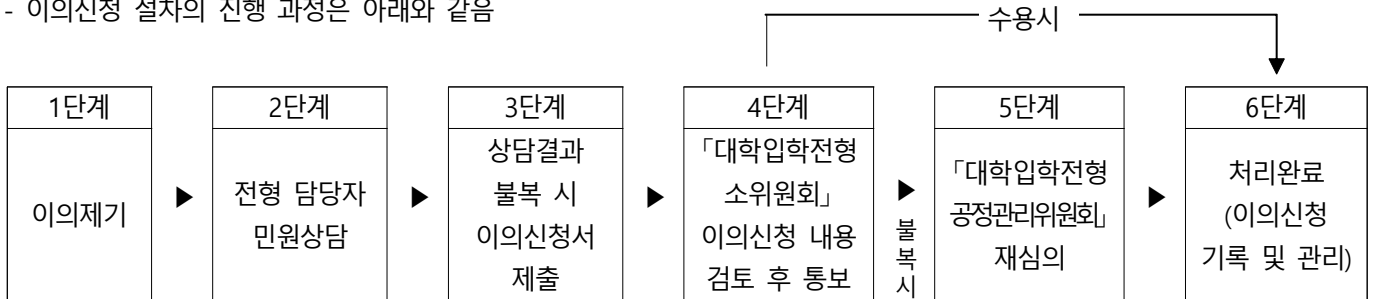 - 이의신청 절차의 진행 과정은 아래와 같음
수용시
1단계
이의제기
▶
2단계
전형 담당자
민원상담
▶
3단계
상담결과
불복 시
이의신청서
제출
▶
4단계
「대학입학전형
소위원회」
이의신청 내용
검토 후 통보
▶
불
복
시
5단계
「대학입학전형
공정관리위원회」
재심의
▶
6단계
처리완료
(이의신청
기록 및 관리)